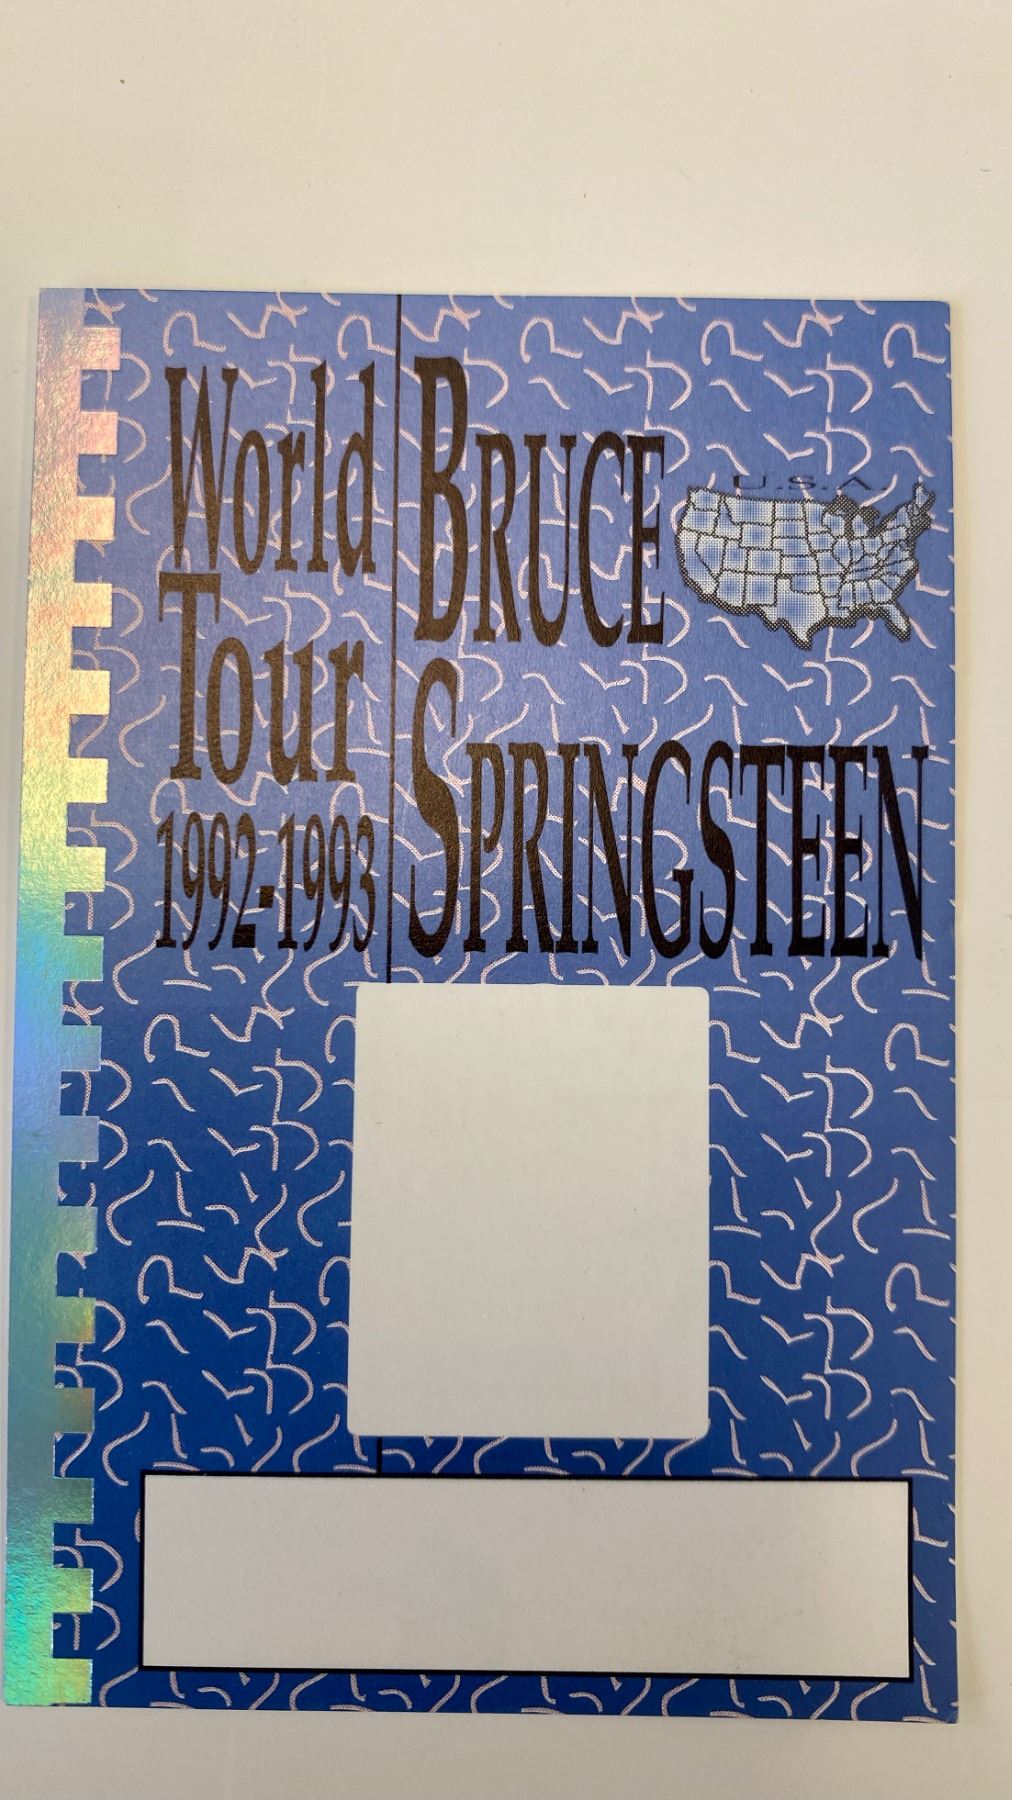 World
Tour
1992-1993
BRUCE
SPRINGSTEEN
U.S.A.